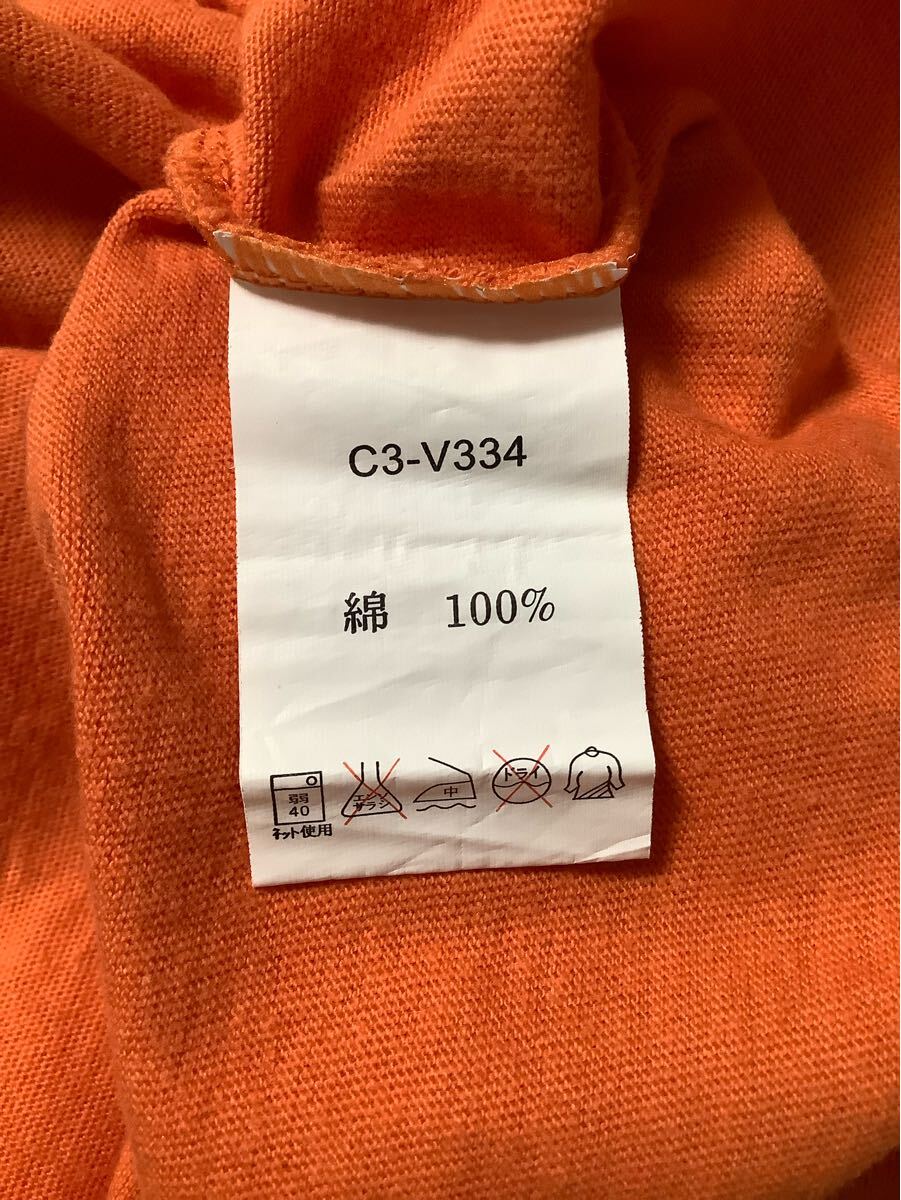 C3-V334
綿 100%
弱
40
ネット使用
エンソ
サラシ
中
ドライ